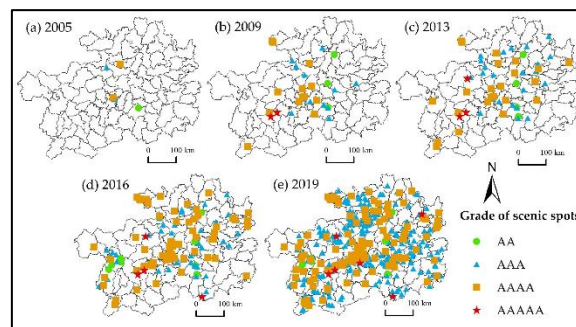 (a) 2005
(b) 2009
(c) 2013
0 100 km
0 100 km
0 100 km
(d) 2016
(e) 2019
N
0 100 km
0 100 km
Grade of scenic spots
AA
AAA
AAAA
AAAAA